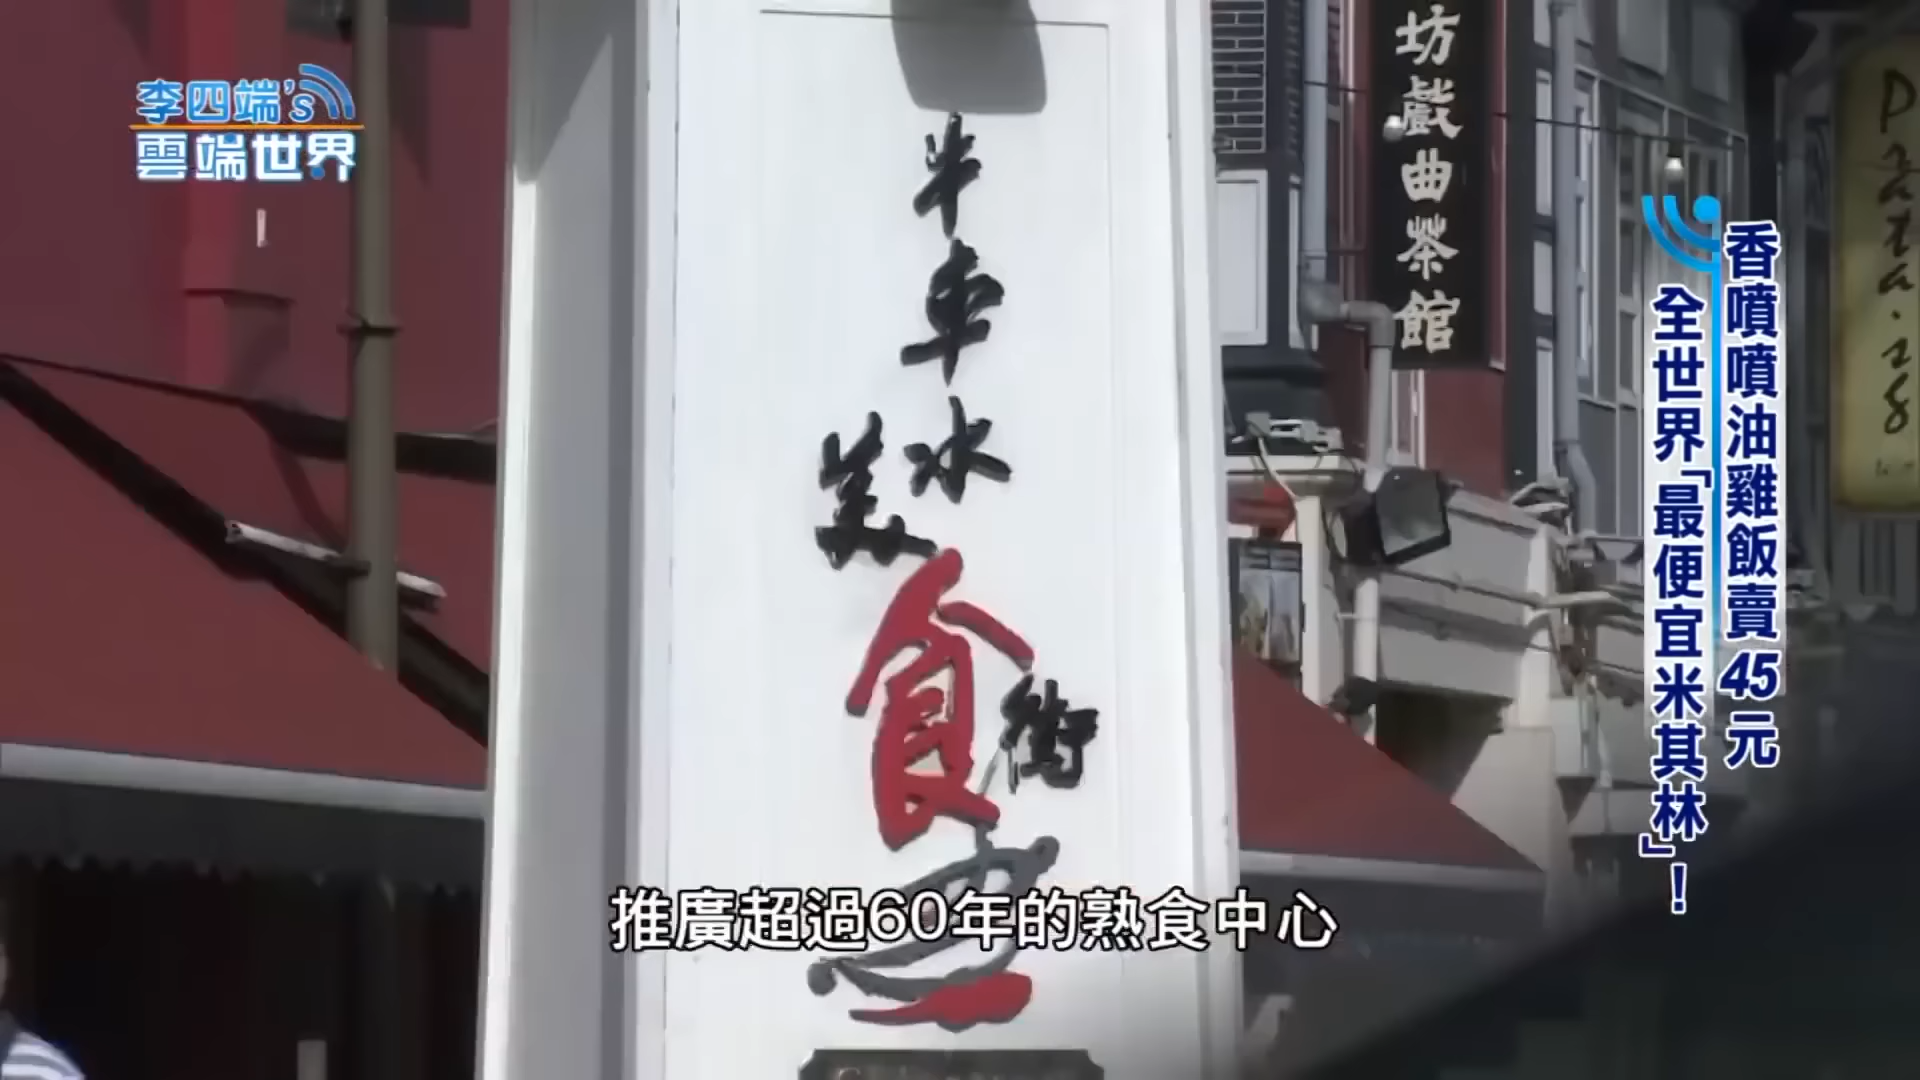 李四端's
雲端世界
牛車水
美食街
坊戲曲茶館
Pagta.28
香噴噴油雞飯賣45元
全世界「最便宜米其林」！
推廣超過60年的熟食中心